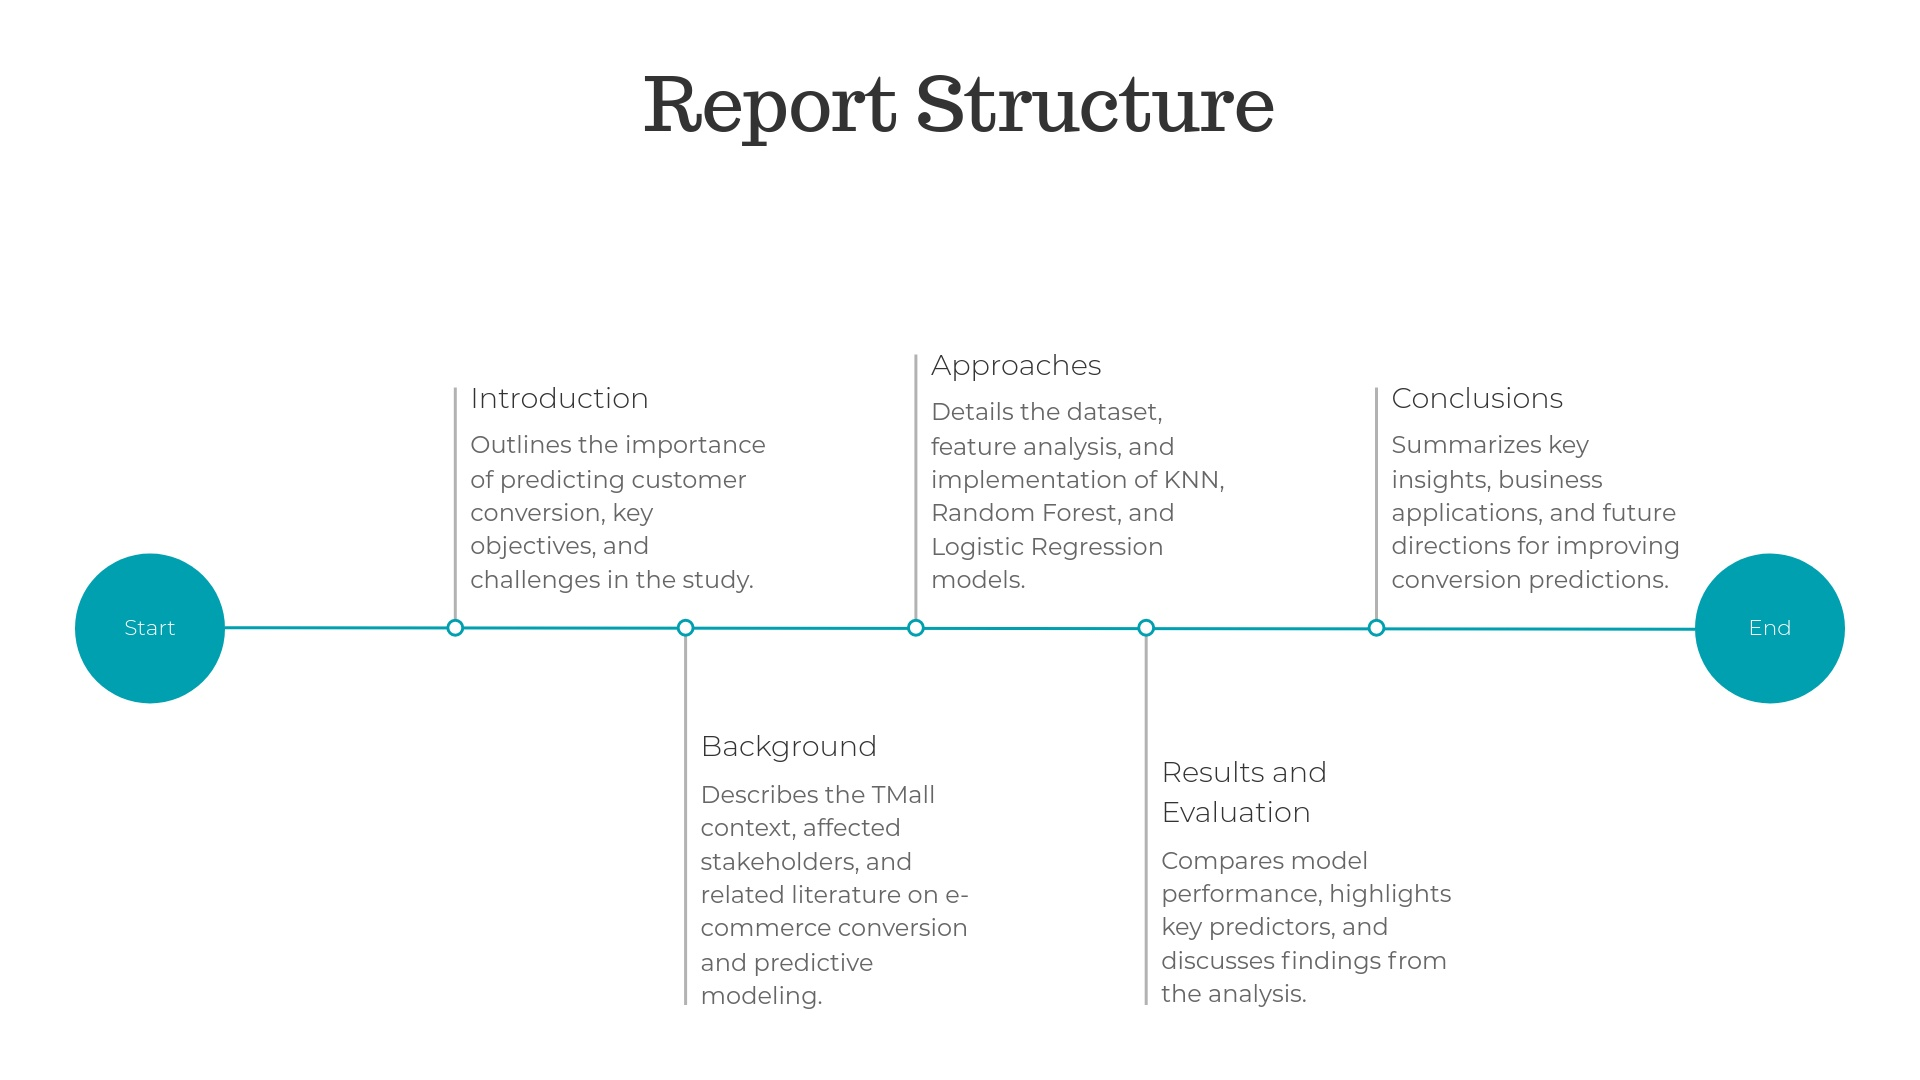 Report Structure
Start
Introduction
Outlines the importance
of predicting customer
conversion, key
objectives, and
challenges in the study.
Background
Describes the TMall
context, affected
stakeholders, and
related literature on e-
commerce conversion
and predictive
modeling.
Approaches
Details the dataset,
feature analysis, and
implementation of KNN,
Random Forest, and
Logistic Regression
models.
Results and
Evaluation
Compares model
performance, highlights
key predictors, and
discusses findings from
the analysis.
Conclusions
Summarizes key
insights, business
applications, and future
directions for improving
conversion predictions.
End